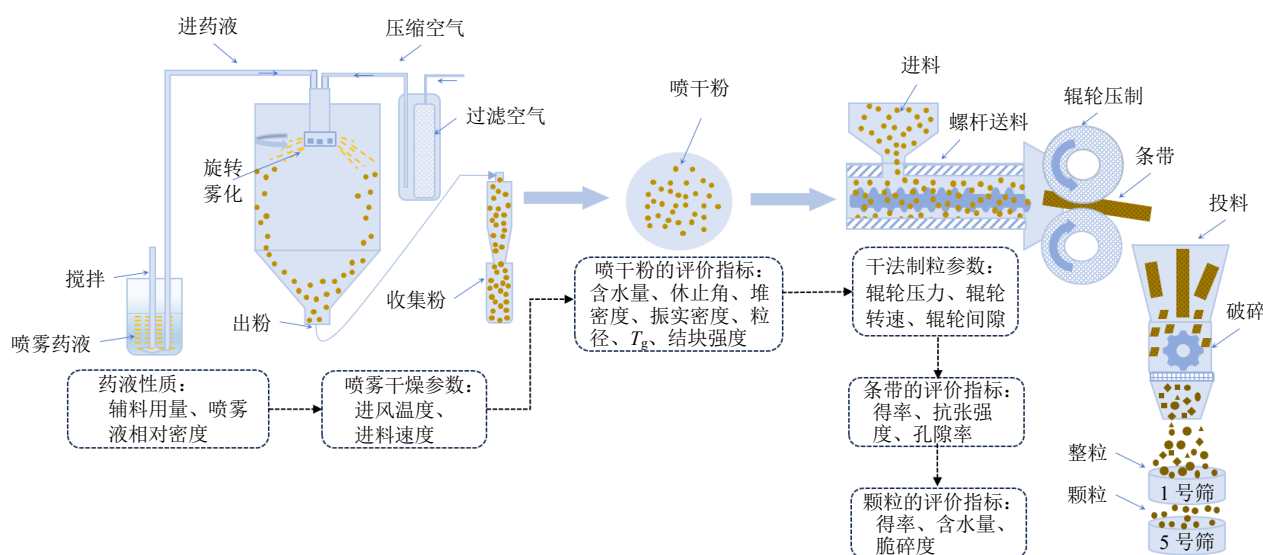 进药液
压缩空气
过滤空气
旋转
雾化
搅拌
喷雾药液
出粉
收集粉
喷干粉
进料
螺杆送料
辊轮压制
条带
投料
破碎
整粒
颗粒
1 号筛
5 号筛
药液性质：
辅料用量、喷雾
液相对密度
喷雾干燥参数：
进风温度、
进料速度
喷干粉的评价指标：
含水量、休止角、堆
密度、振实密度、粒
径、Tg、结块强度
干法制粒参数：
辊轮压力、辊轮
转速、辊轮间隙
条带的评价指标：
得率、抗张强
度、孔隙率
颗粒的评价指标：
得率、含水量、
脆碎度